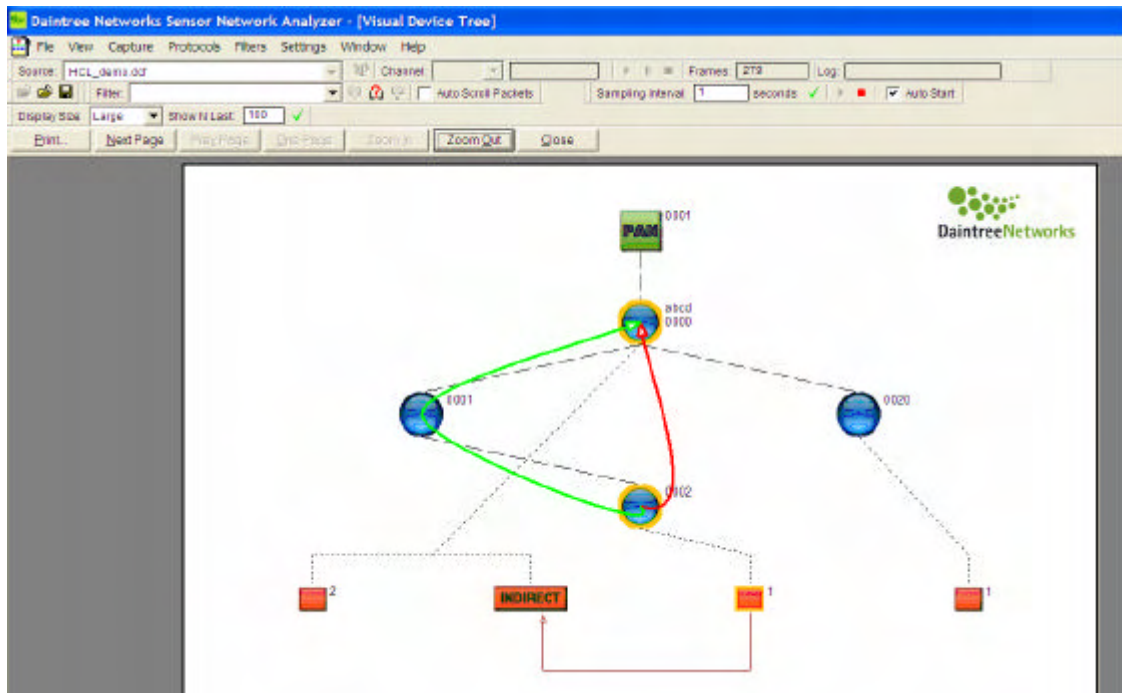 Daintree Networks Sensor Network Analyzer - [Visual Device Tree]
File View Capture Protocols Filters Settings Window Help
Source: HCL_demo.dcf Channel: Frames: 279 Log:
Filter: Auto Scroll Packets Sampling Interval: 1 seconds Auto Start
Display Size: Large Show N Last: 100
Print... Next Page Prev Page One Page Zoom In Zoom Out Close
0001
PAN
DaintreeNetworks
abcd
0000
0001
0020
0002
2
INDIRECT
1
1